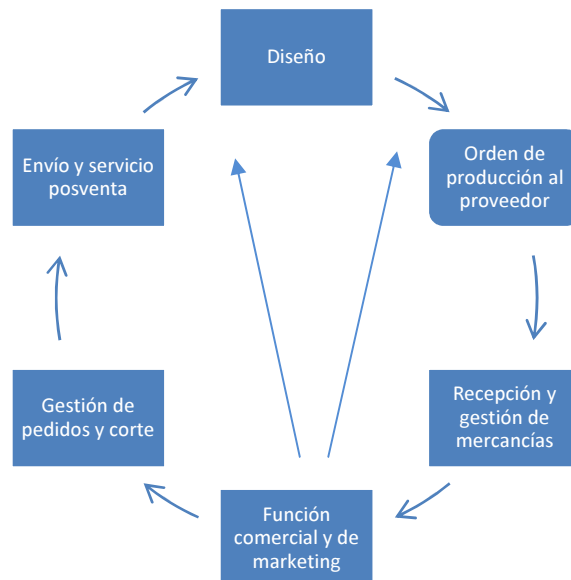 Diseño
Orden de
producción al
proveedor
Recepción y
gestión de
mercancías
Función
comercial y de
marketing
Gestión de
pedidos y corte
Envío y servicio
posventa